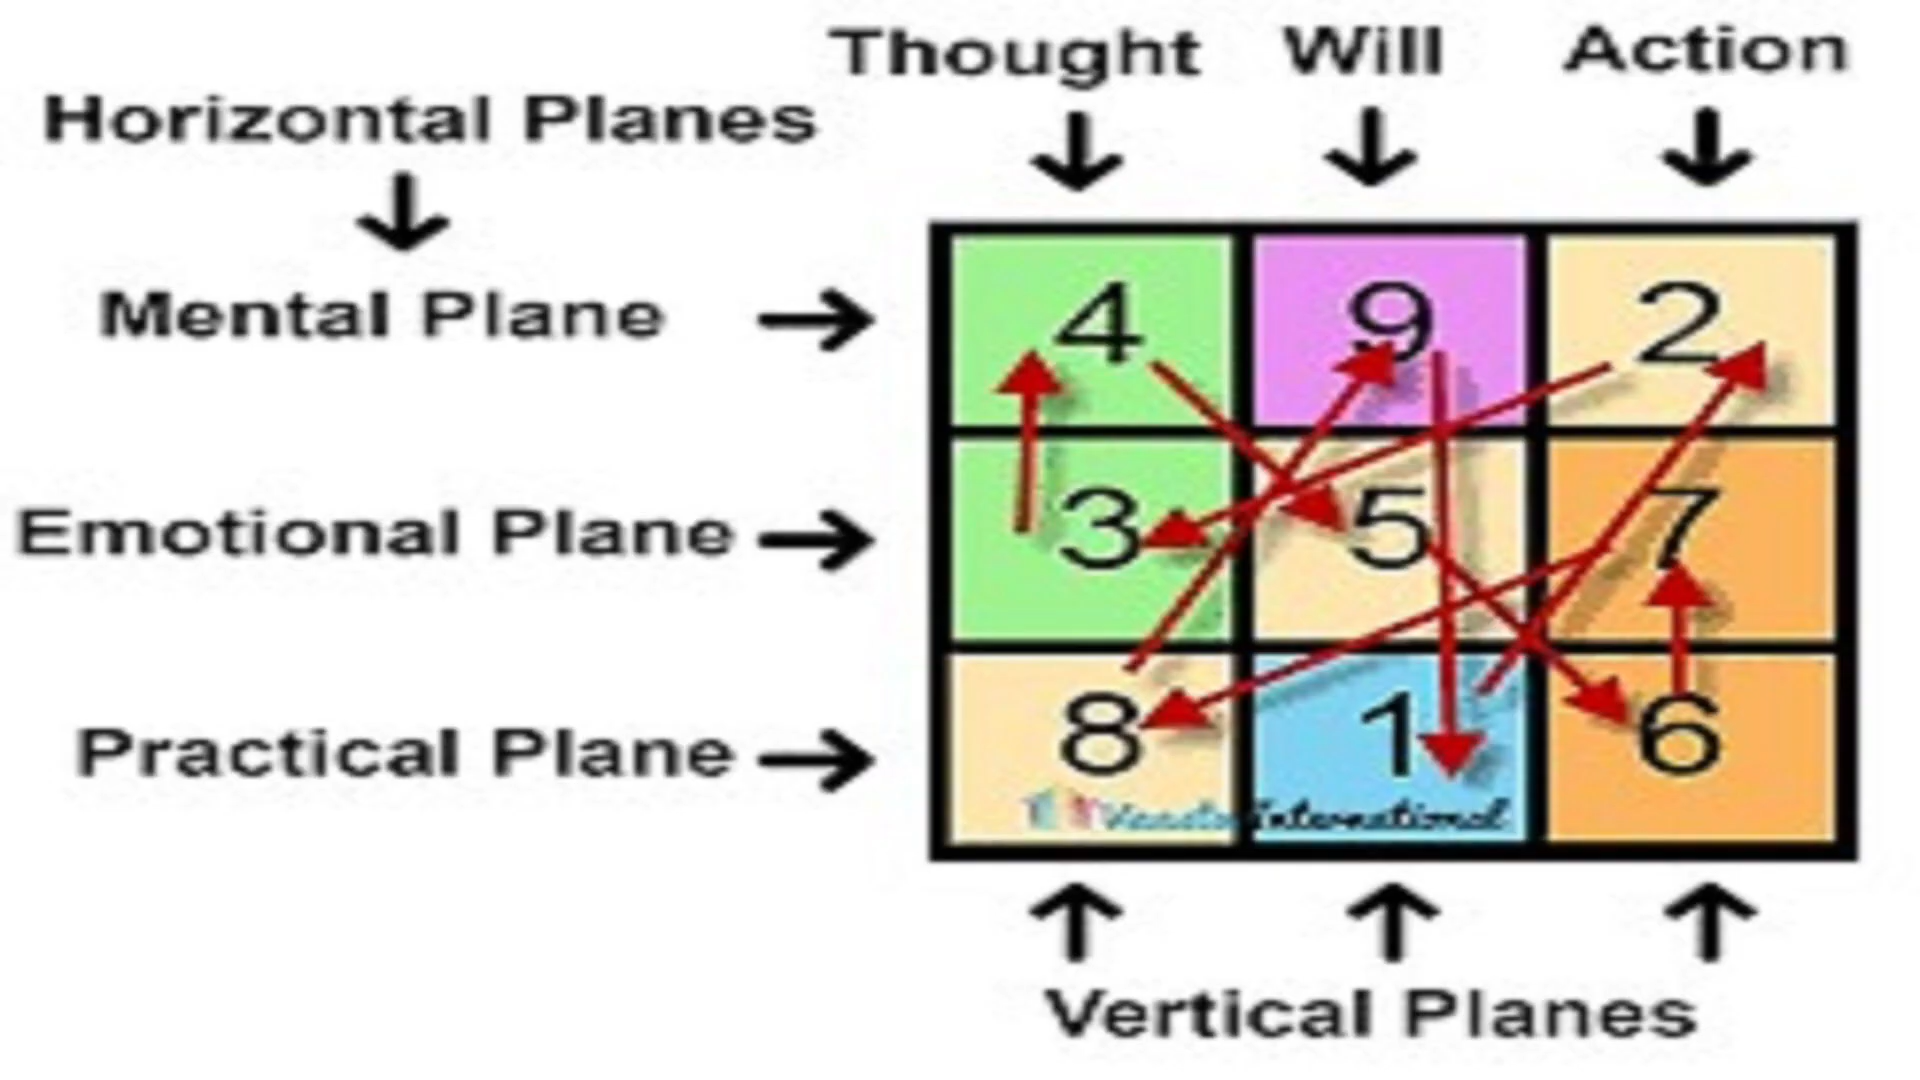 Thought Will Action
Horizontal Planes
Mental Plane
4 9 2
Emotional Plane
3 5 7
8 1 6
Practical Plane
International
Vertical Planes